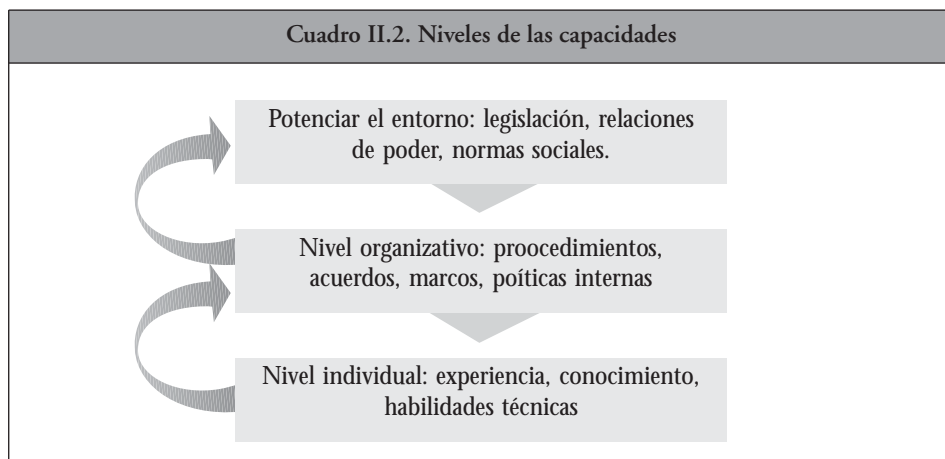 Cuadro II.2. Niveles de las capacidades
Potenciar el entorno: legislación, relaciones
de poder, normas sociales.
Nivel organizativo: proocedimientos,
acuerdos, marcos, poíticas internas
Nivel individual: experiencia, conocimiento,
habilidades técnicas